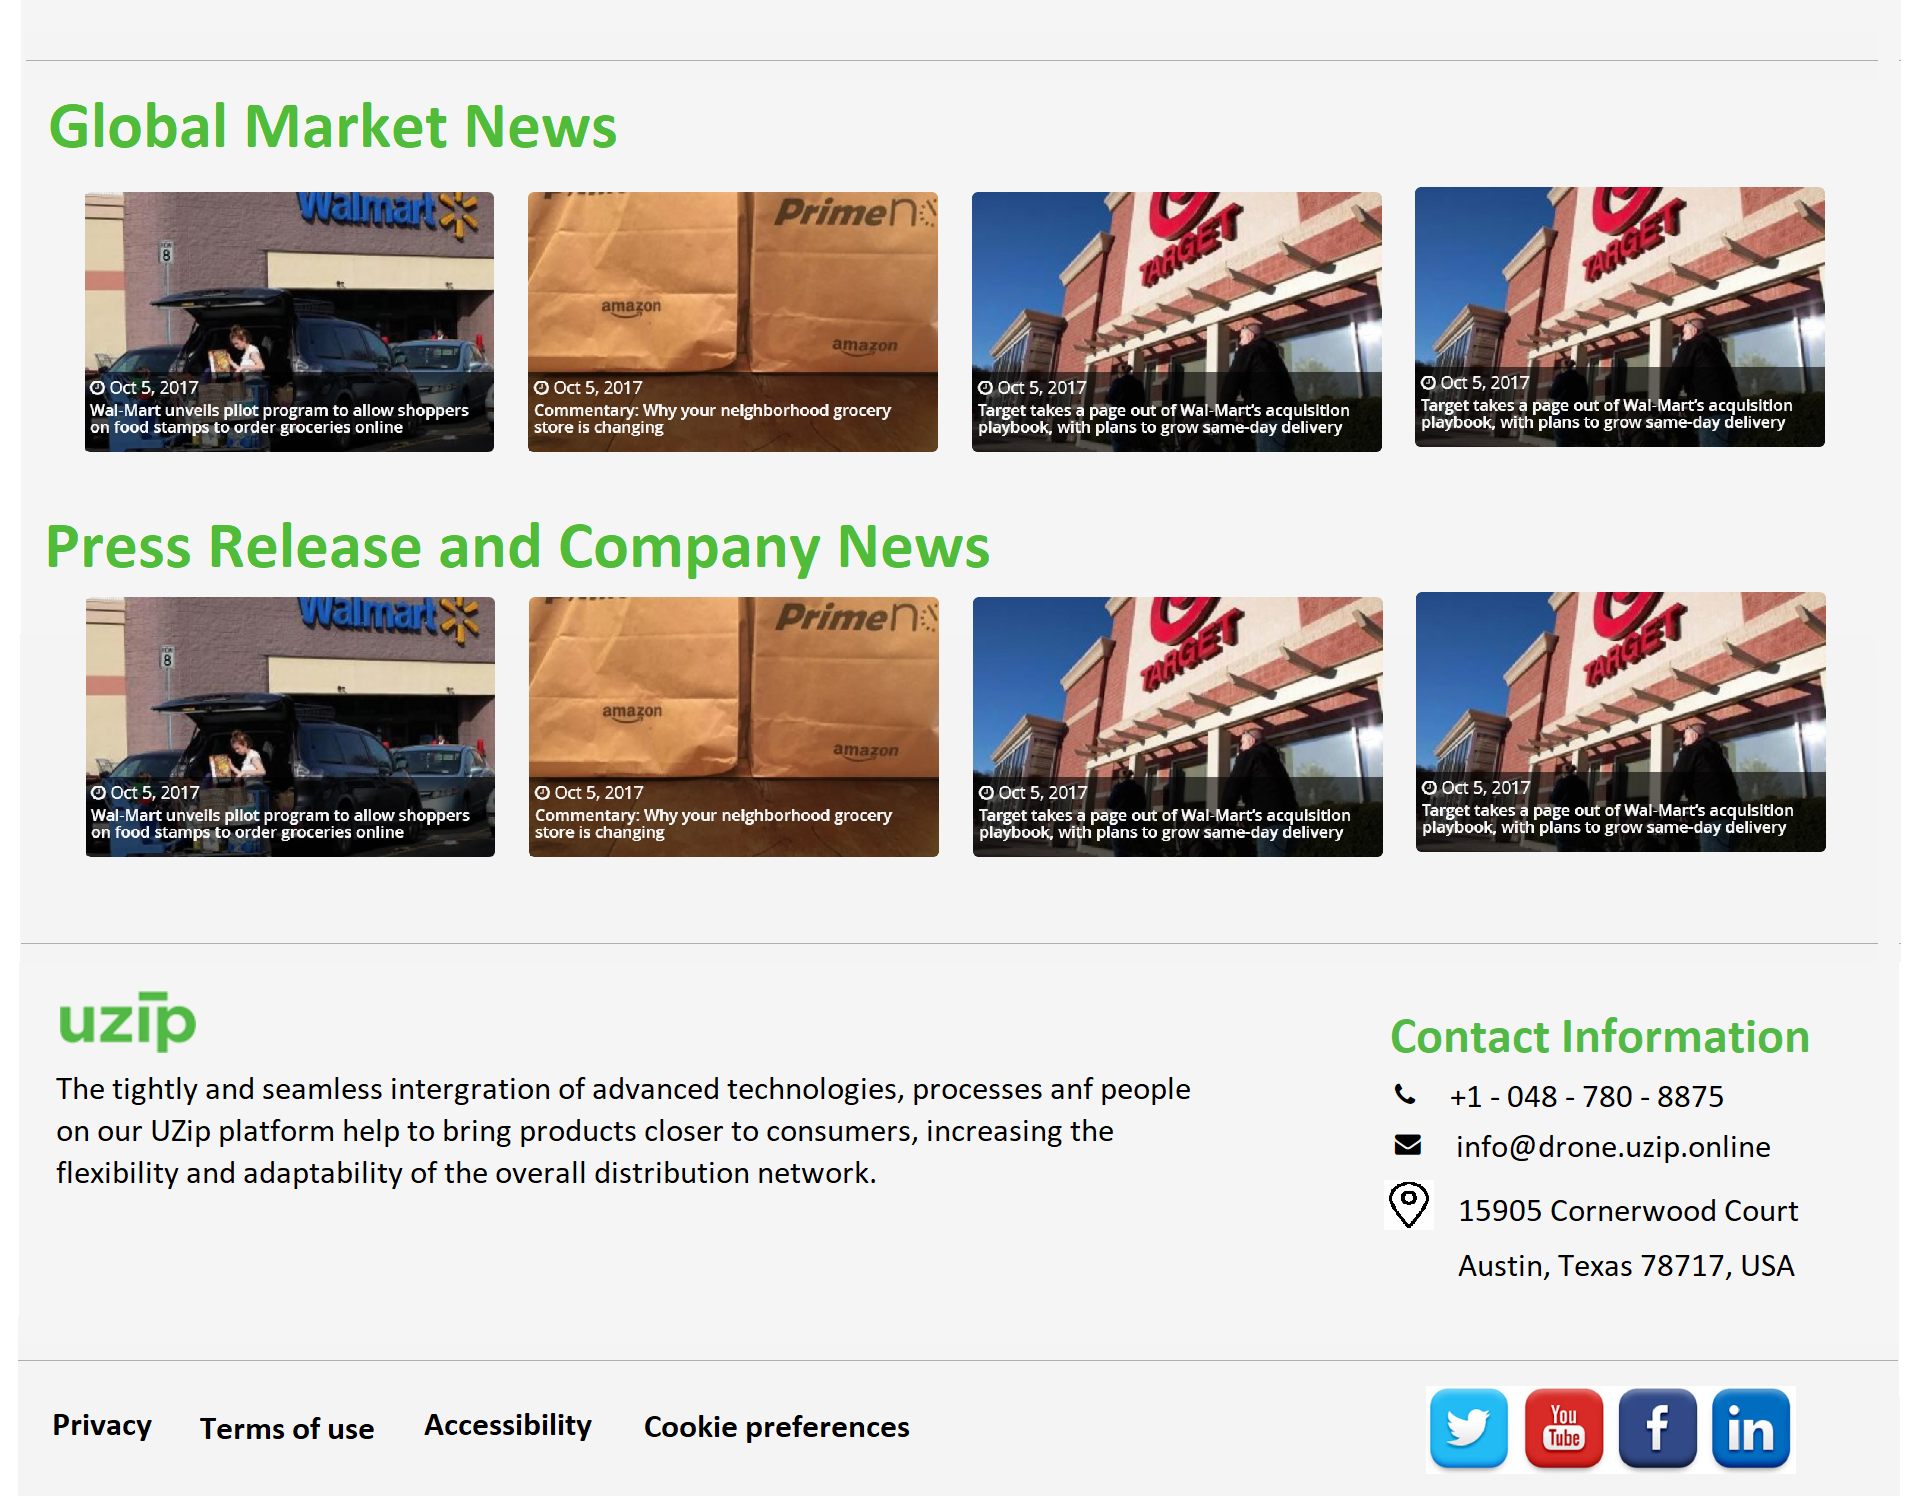 Global Market News
Walmart
8
Oct 5, 2017
Wal-Mart unveils pilot program to allow shoppers
on food stamps to order groceries online
Prime
amazon
amazon
Oct 5, 2017
Commentary: Why your neighborhood grocery
store is changing
TARGET
Oct 5, 2017
Target takes a page out of Wal-Mart's acquisition
playbook, with plans to grow same-day delivery
TARGET
Oct 5, 2017
Target takes a page out of Wal-Mart's acquisition
playbook, with plans to grow same-day delivery
Press Release and Company News
Walmart
8
Oct 5, 2017
Wal-Mart unveils pilot program to allow shoppers
on food stamps to order groceries online
Prime
amazon
amazon
Oct 5, 2017
Commentary: Why your neighborhood grocery
store is changing
TARGET
Oct 5, 2017
Target takes a page out of Wal-Mart's acquisition
playbook, with plans to grow same-day delivery
TARGET
Oct 5, 2017
Target takes a page out of Wal-Mart's acquisition
playbook, with plans to grow same-day delivery
uzip
The tightly and seamless intergration of advanced technologies, processes anf people
on our UZip platform help to bring products closer to consumers, increasing the
flexibility and adaptability of the overall distribution network.
Contact Information
+1 - 048 - 780 - 8875
info@drone.uzip.online
15905 Cornerwood Court
Austin, Texas 78717, USA
Privacy Terms of use Accessibility Cookie preferences
You
Tube
f
in